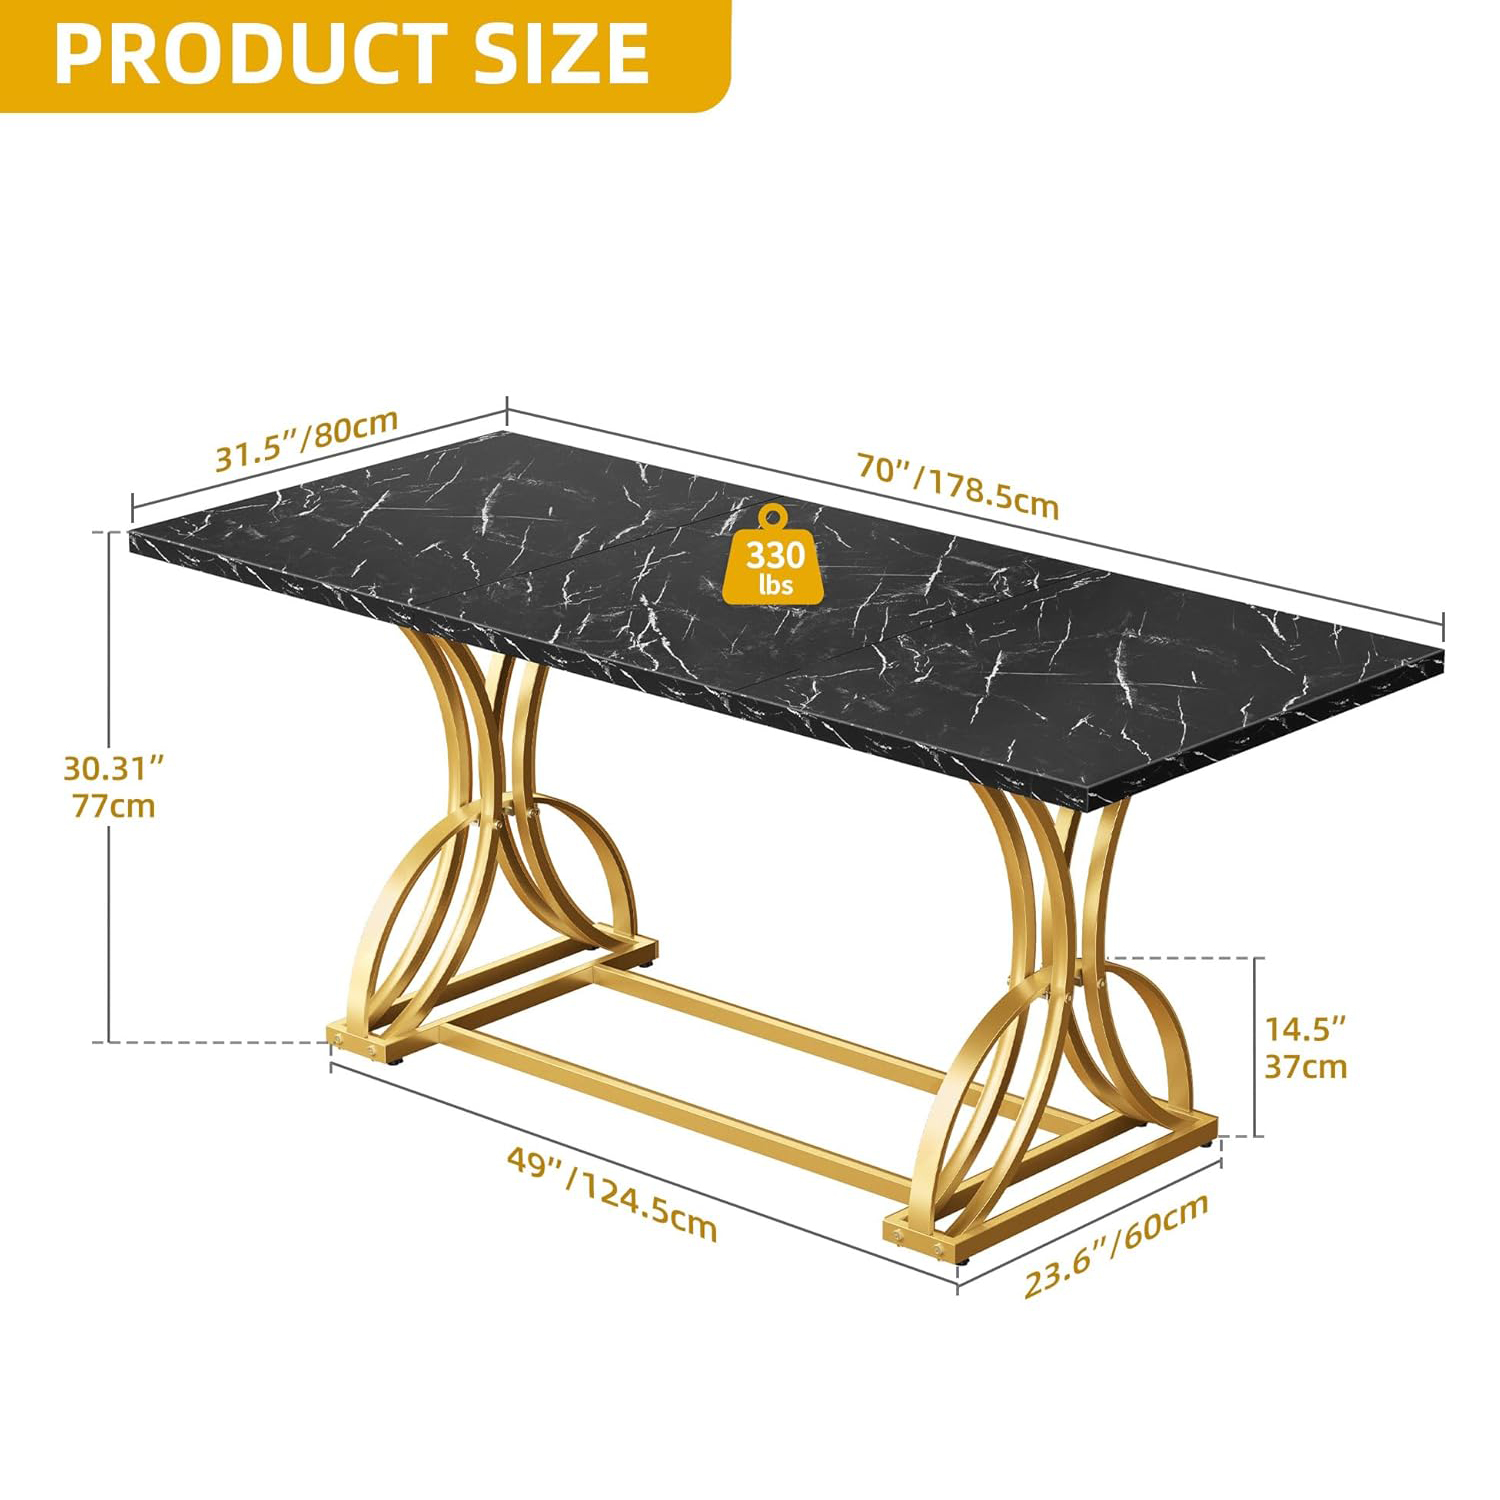 PRODUCT SIZE
31.5″/80cm
70″/178.5cm
330
lbs
30.31″
77cm
14.5″
37cm
49″/124.5cm
23.6″/60cm